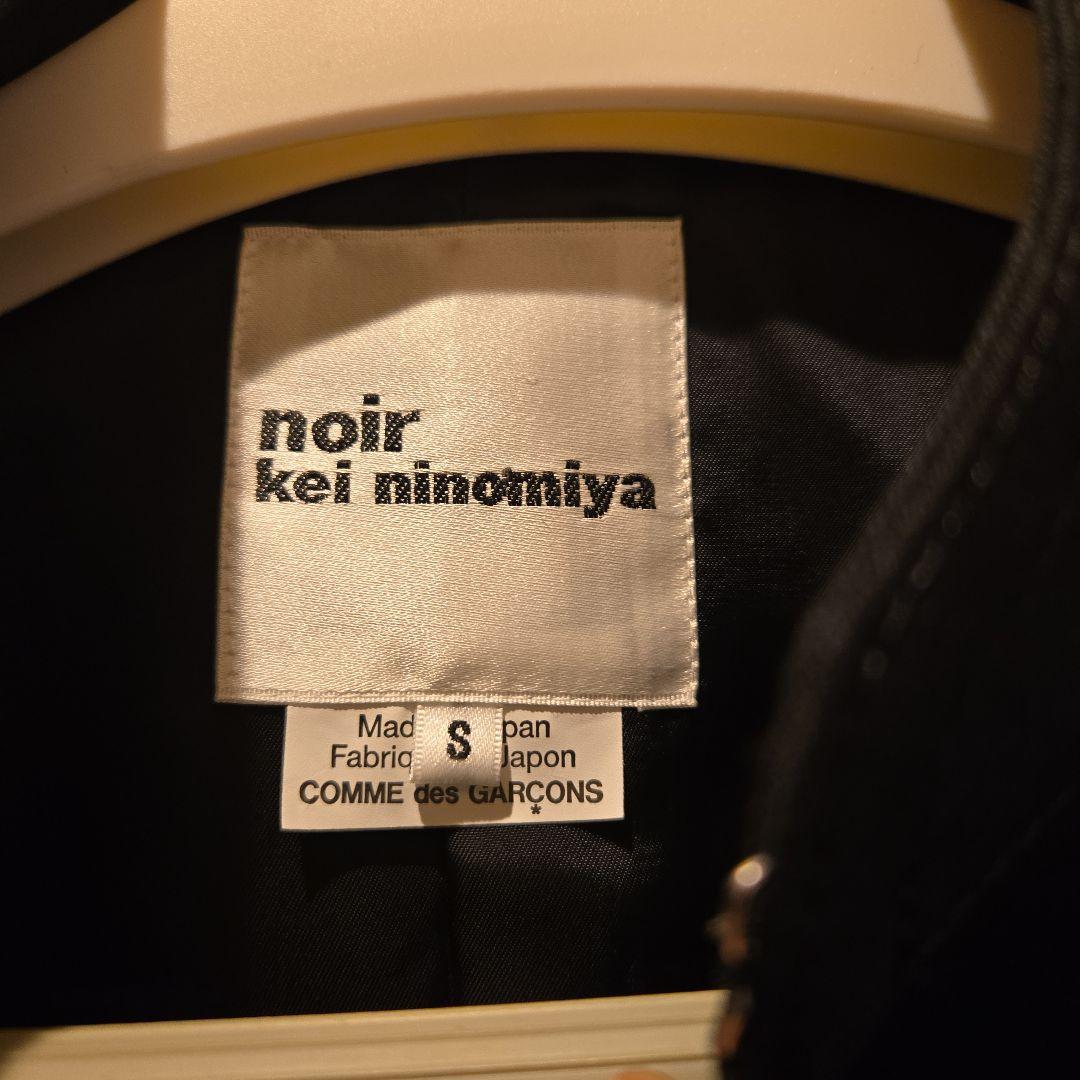 noir
kei ninomiya
S
Mad pan
Fabriq Japon
COMME des GARÇONS
*